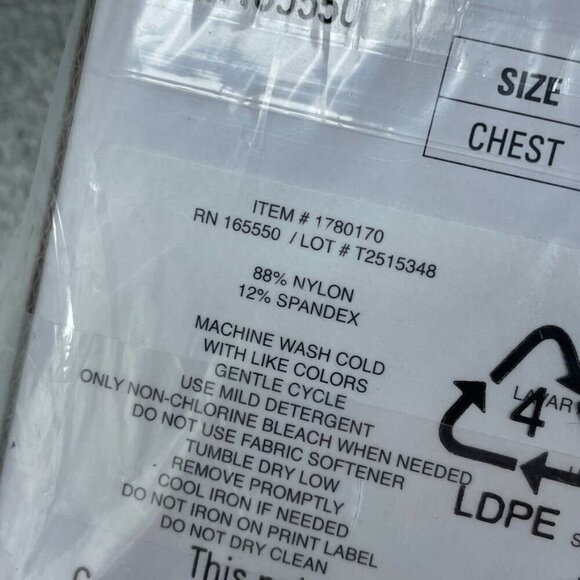 SIZE
CHEST
ITEM # 1780170
RN 165550 / LOT # T2515348
88% NYLON
12% SPANDEX
MACHINE WASH COLD
WITH LIKE COLORS
GENTLE CYCLE
USE MILD DETERGENT
ONLY NON-CHLORINE BLEACH WHEN NEEDED
DO NOT USE FABRIC SOFTENER
TUMBLE DRY LOW
REMOVE PROMPTLY
COOL IRON IF NEEDED
DO NOT IRON ON PRINT LABEL
DO NOT DRY CLEAN
4
LDPE
This